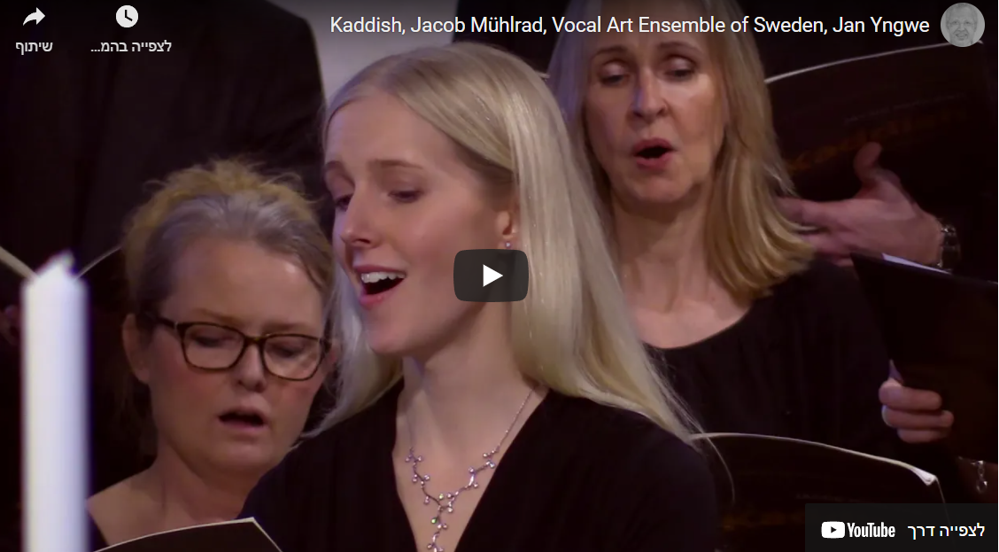 Kaddish, Jacob Mühlrad, Vocal Art Ensemble of Sweden, Jan Yngwe
שיתוף
לצפייה בהמ...
לצפייה דרך YouTube